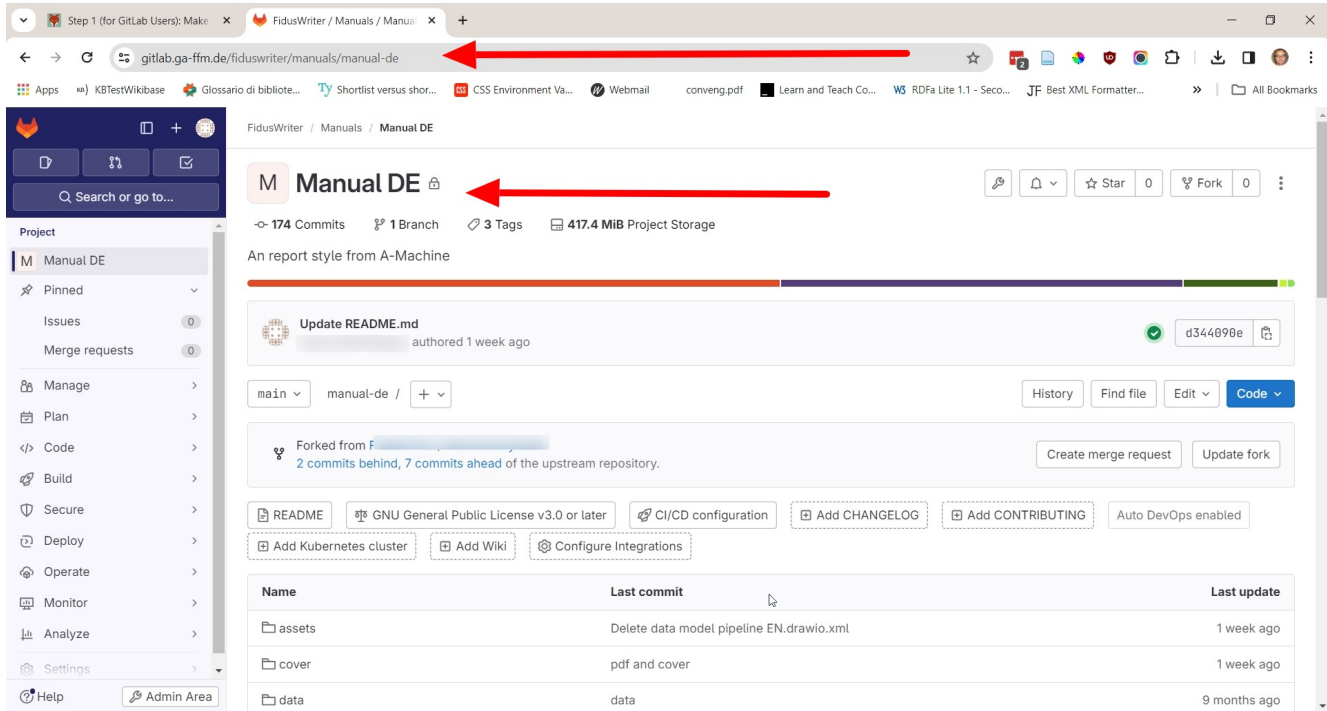 Step 1 (for GitLab Users): Make
FidusWriter / Manuals / Manual
gitlab.ga-ffm.de/fiduswriter/manuals/manual-de
2
Apps
KBTestWikibase
Glossario di bibliote...
Ty Shortlist versus shor...
CSS Environment Va...
Webmail
conveng.pdf
Learn and Teach Co...
W3 RDFa Lite 1.1 - Seco...
JF Best XML Formatter...
»
All Bookmarks
Search or go to...
Project
M Manual DE
Pinned
Issues 0
Merge requests 0
Manage
Plan
Code
Build
Secure
Deploy
Operate
Monitor
Analyze
Settings
Help
Admin Area
FidusWriter / Manuals / Manual DE
M Manual DE
Star 0
Fork 0
174 Commits 1 Branch 3 Tags 417.4 MiB Project Storage
An report style from A-Machine
Update README.md
authored 1 week ago
d344090e
main manual-de / +
History Find file Edit Code
Forked from
2 commits behind, 7 commits ahead of the upstream repository.
Create merge request Update fork
README GNU General Public License v3.0 or later CI/CD configuration Add CHANGELOG Add CONTRIBUTING Auto DevOps enabled
Add Kubernetes cluster Add Wiki Configure Integrations
Name Last commit Last update
assets Delete data model pipeline EN.drawio.xml 1 week ago
cover pdf and cover 1 week ago
data data 9 months ago